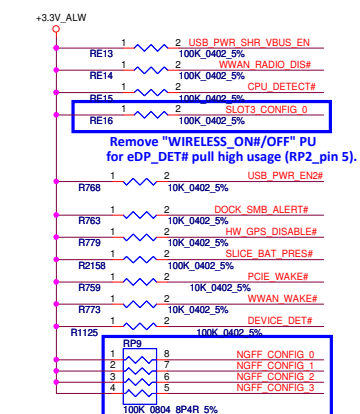 +3.3V_ALW
1 2 USB_PWR_SHR_VBUS_EN
RE13 100K_0402_5%
1 2 WWAN_RADIO_DIS#
RE14 100K_0402_5%
1 2 CPU_DETECT#
RE15 100K_0402_5%
1 2 SLOT3_CONFIG_0
RE16 100K_0402_5%
Remove "WIRELESS_ON#/OFF" PU
for eDP_DET# pull high usage (RP2_pin 5).
1 2 USB_PWR_EN2#
R768 10K_0402_5%
1 2 DOCK_SMB_ALERT#
R763 10K_0402_5%
1 2 HW_GPS_DISABLE#
R779 10K_0402_5%
1 2 SLICE_BAT_PRES#
R2158 100K_0402_5%
1 2 PCIE_WAKE#
R759 10K_0402_5%
1 2 WWAN_WAKE#
R773 10K_0402_5%
1 2 DEVICE_DET#
R1125 100K_0402_5%
RP9
1 8 NGFF_CONFIG_0
2 7 NGFF_CONFIG_1
3 6 NGFF_CONFIG_2
4 5 NGFF_CONFIG_3
100K_0804_8P4R_5%